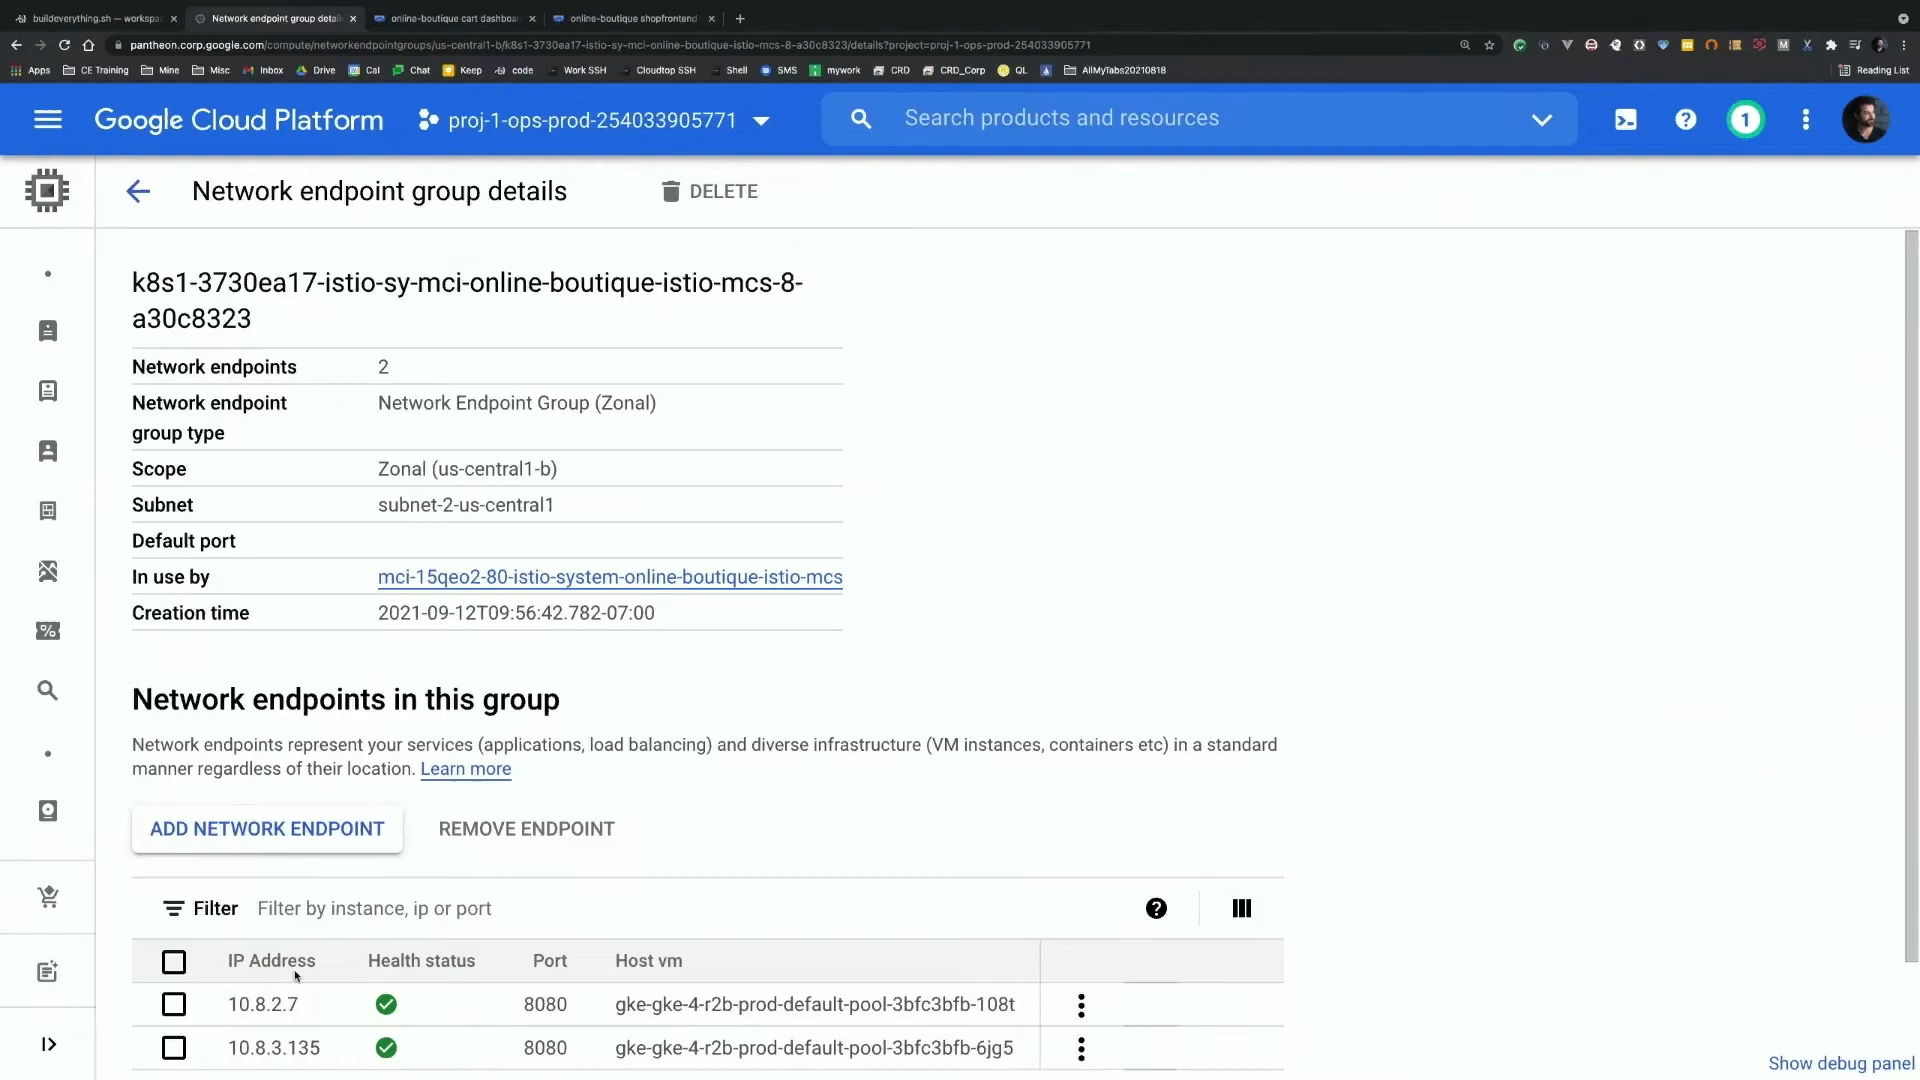 buildeverything.sh — workspac
Network endpoint group detail
online-boutique cart dashboar
online-boutique shopfrontend
pantheon.corp.google.com/compute/networkendpointgroups/us-central1-b/k8s1-3730ea17-istio-sy-mci-online-boutique-istio-mcs-8-a30c8323/details?project=proj-1-ops-prod-254033905771
Apps CE Training Mine Misc Inbox Drive Cal Chat Keep code Work SSH Cloudtop SSH Shell SMS mywork CRD CRD_Corp QL AllMyTabs20210818 Reading List
Google Cloud Platform proj-1-ops-prod-254033905771 Search products and resources 1
Network endpoint group details DELETE
k8s1-3730ea17-istio-sy-mci-online-boutique-istio-mcs-8-
a30c8323
Network endpoints 2
Network endpoint Network Endpoint Group (Zonal)
group type
Scope Zonal (us-central1-b)
Subnet subnet-2-us-central1
Default port
In use by mci-15qeo2-80-istio-system-online-boutique-istio-mcs
Creation time 2021-09-12T09:56:42.782-07:00
Network endpoints in this group
Network endpoints represent your services (applications, load balancing) and diverse infrastructure (VM instances, containers etc) in a standard
manner regardless of their location. Learn more
ADD NETWORK ENDPOINT REMOVE ENDPOINT
Filter Filter by instance, ip or port
IP Address Health status Port Host vm
10.8.2.7 8080 gke-gke-4-r2b-prod-default-pool-3bfc3bfb-108t
10.8.3.135 8080 gke-gke-4-r2b-prod-default-pool-3bfc3bfb-6jg5
Show debug panel